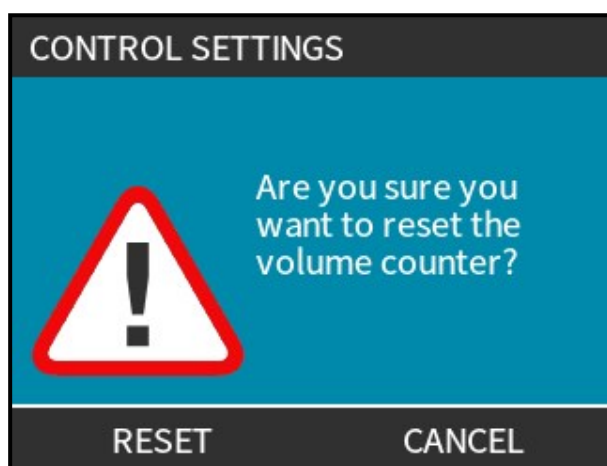 CONTROL SETTINGS
Are you sure you
want to reset the
volume counter?
!
RESET CANCEL